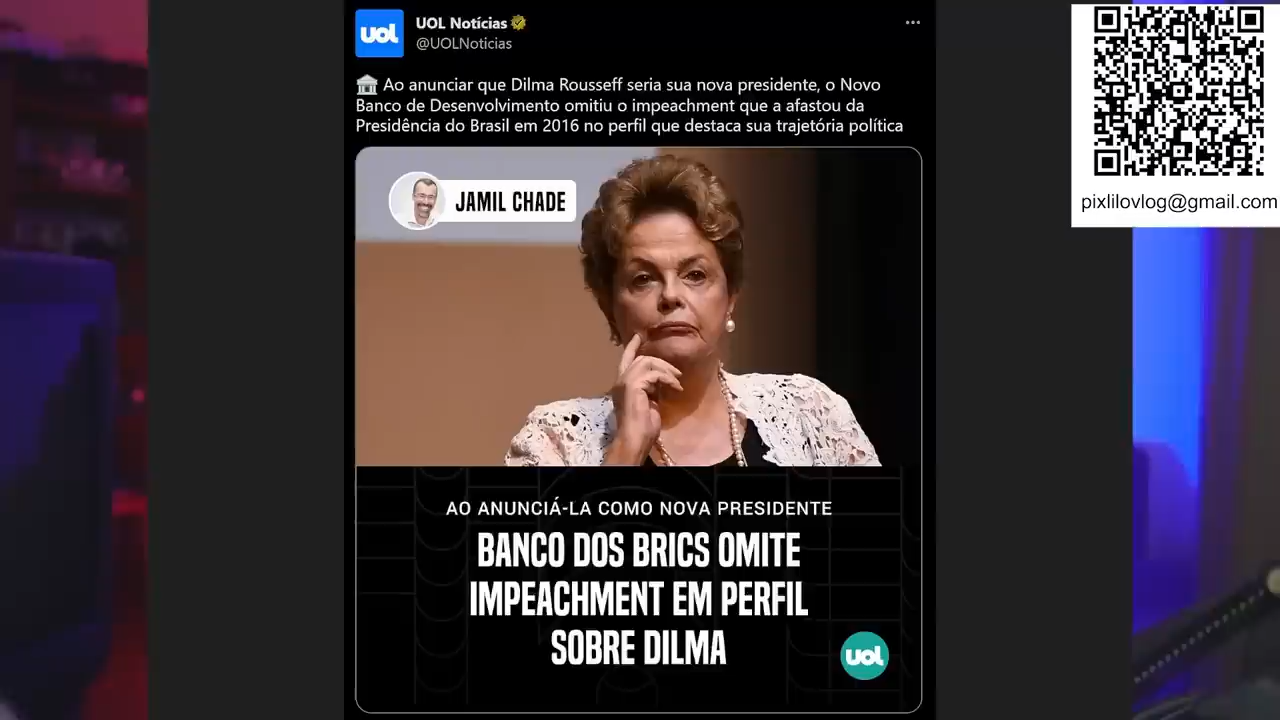 uol
UOL Notícias
@UOLNoticias
Ao anunciar que Dilma Rousseff seria sua nova presidente, o Novo
Banco de Desenvolvimento omitiu o impeachment que a afastou da
Presidência do Brasil em 2016 no perfil que destaca sua trajetória política
JAMIL CHADE
AO ANUNCIÁ-LA COMO NOVA PRESIDENTE
BANCO DOS BRICS OMITE
IMPEACHMENT EM PERFIL
SOBRE DILMA
uol
pixlilovlog@gmail.com